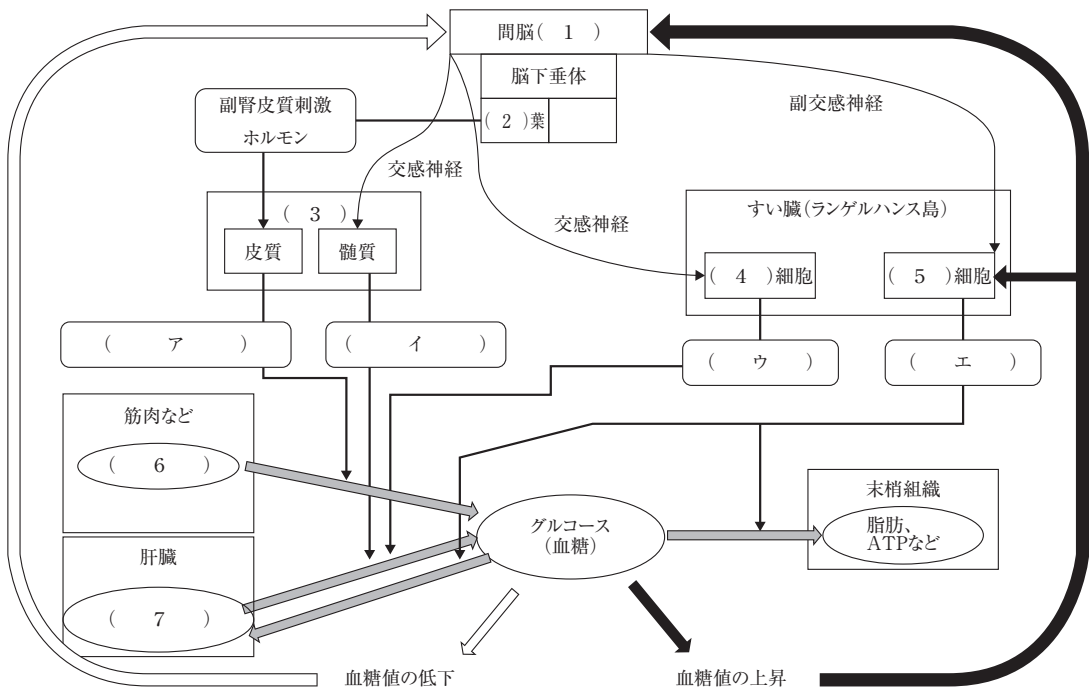 間脳( 1 )
脳下垂体
( 2 )葉
副腎皮質刺激
ホルモン
副交感神経
交感神経
交感神経
( 3 )
皮質
髄質
すい臓(ランゲルハンス島)
( 4 )細胞
( 5 )細胞
( ア )
( イ )
( ウ )
( エ )
筋肉など
( 6 )
肝臓
( 7 )
グルコース
(血糖)
末梢組織
脂肪、
ATPなど
血糖値の低下
血糖値の上昇